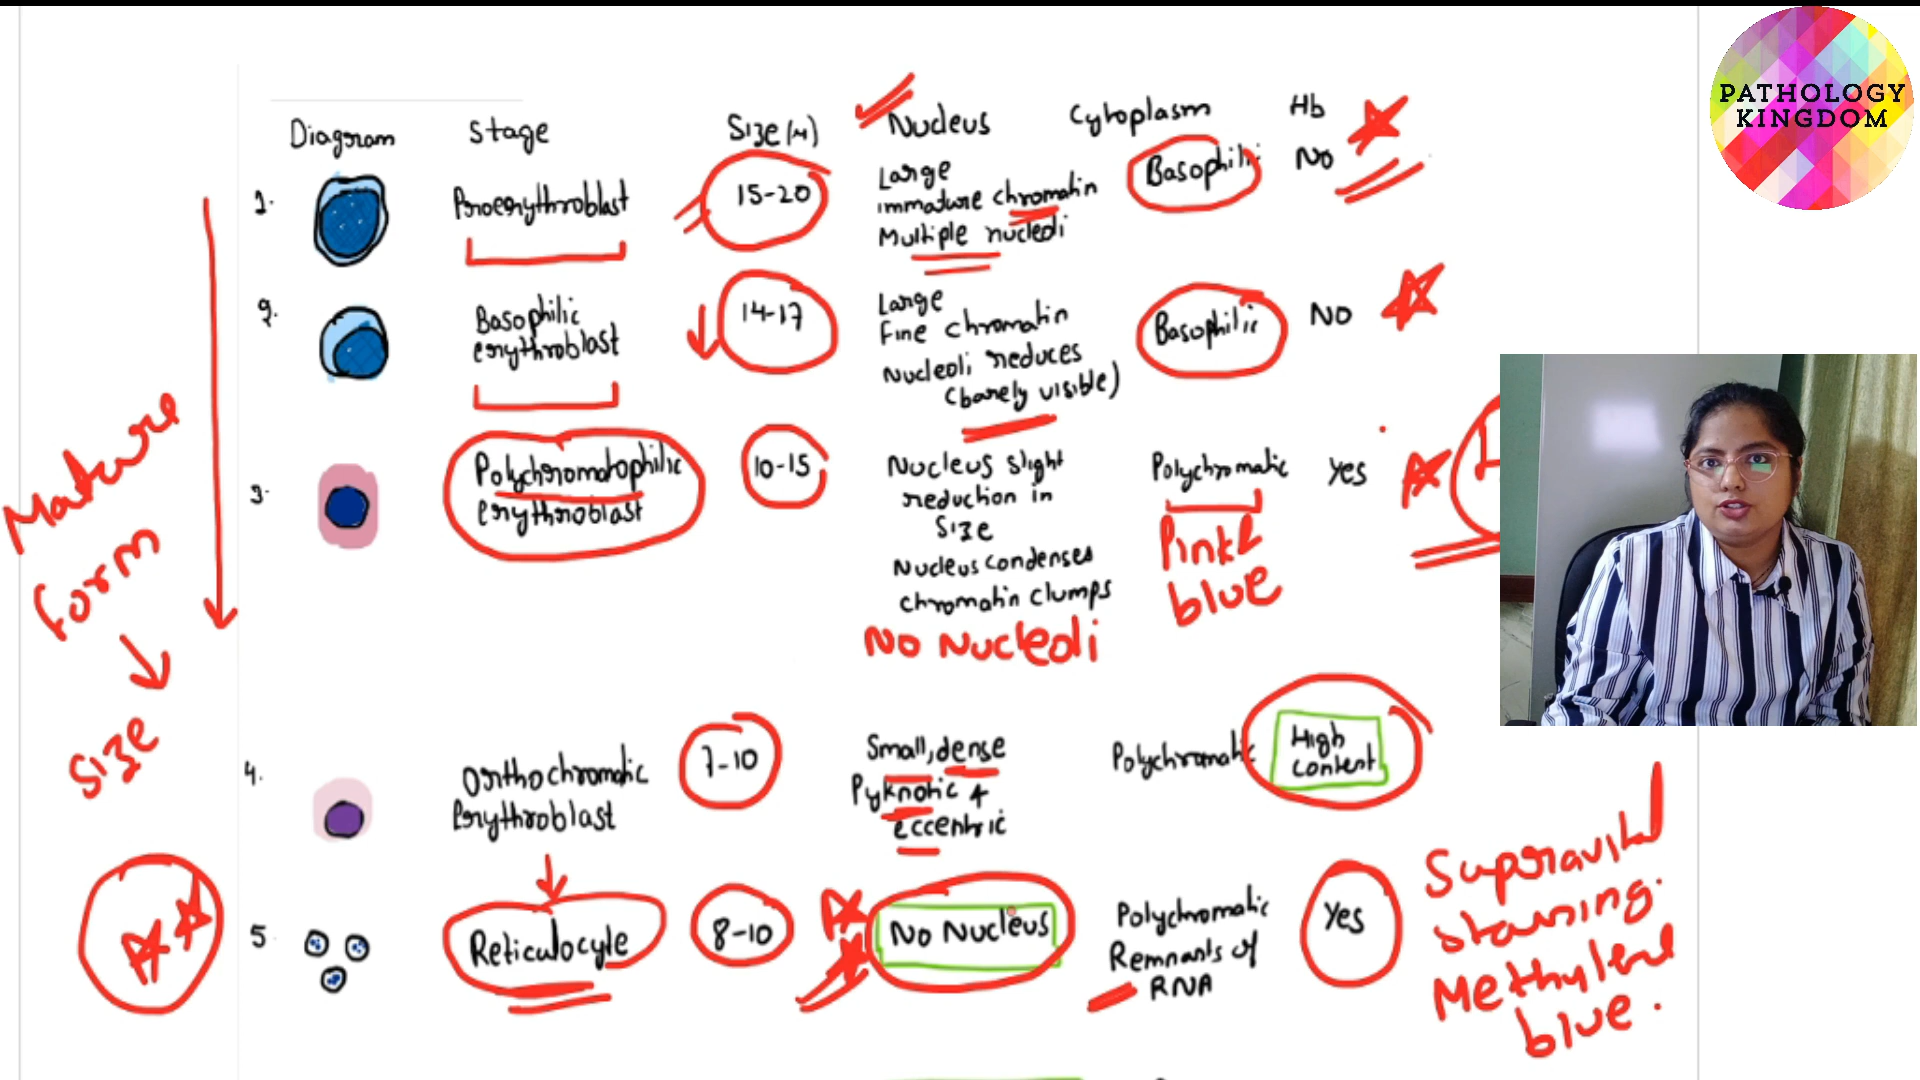 PATHOLOGY
KINGDOM
Diagram Stage Size (μ) Nucleus Cytoplasm Hb
1. Proerythroblast 15-20 Large Basophilic No
immature chromatin
Multiple nucleoli
2. Basophilic 14-17 Large Basophilic NO
erythroblast Fine chromatin
Nucleoli reduces
(barely visible)
3. Polychromatophilic 10-15 Nucleus slight Polychromatic Yes
erythroblast reduction in
Size
Nucleus condenses
chromatin clumps
No Nucleoli
Pink &
blue
4. Orthochromatic 7-10 Small, dense Polychromatic High
Erythroblast Pyknotic & content
eccentric
5. Reticulocyte 8-10 No Nucleus Polychromatic Yes
Remnants of
RNA
Mature
form
Size
Supravital
staining.
Methylene
blue.